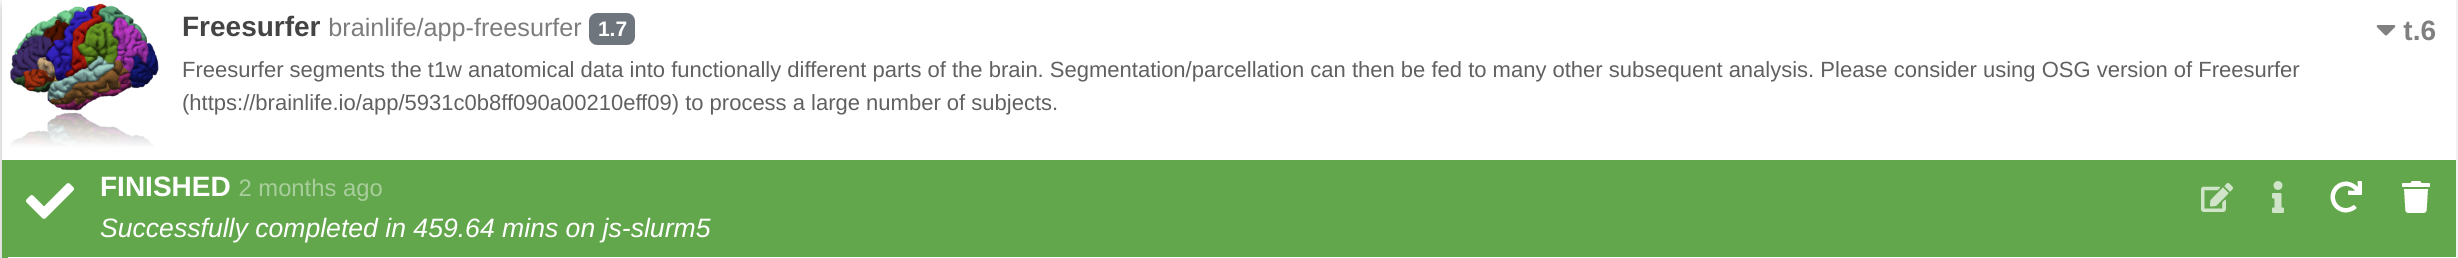 Freesurfer brainlife/app-freesurfer 1.7
t.6
Freesurfer segments the t1w anatomical data into functionally different parts of the brain. Segmentation/parcellation can then be fed to many other subsequent analysis. Please consider using OSG version of Freesurfer
(https://brainlife.io/app/5931c0b8ff090a00210eff09) to process a large number of subjects.
FINISHED 2 months ago
Successfully completed in 459.64 mins on js-slurm5